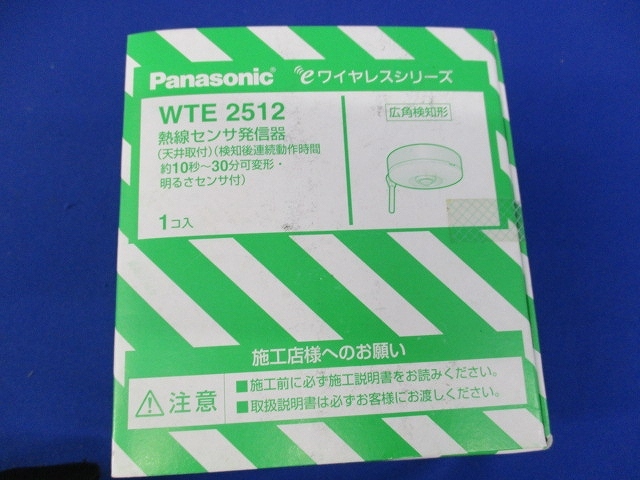 Panasonic® eワイヤレスシリーズ
WTE 2512
広角検知形
熱線センサ発信器
(天井取付)(検知後連続動作時間
約10秒〜30分可変形・
明るさセンサ付)
1コ入
施工店様へのお願い
⚠注意
■施工前に必ず施工説明書をお読みください。
■取扱説明書は必ずお客様にお渡しください。